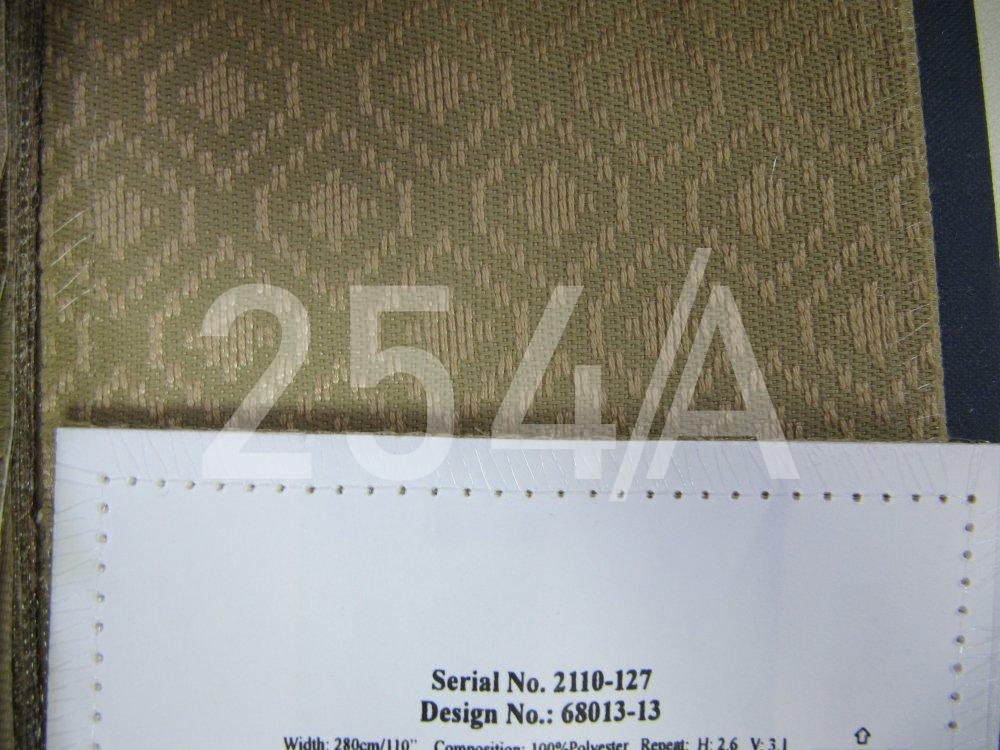 254/A
Serial No. 2110-127
Design No.: 68013-13
Width: 280cm/110" Composition: 100%Polyester Repeat: H: 2.6 V: 3.1